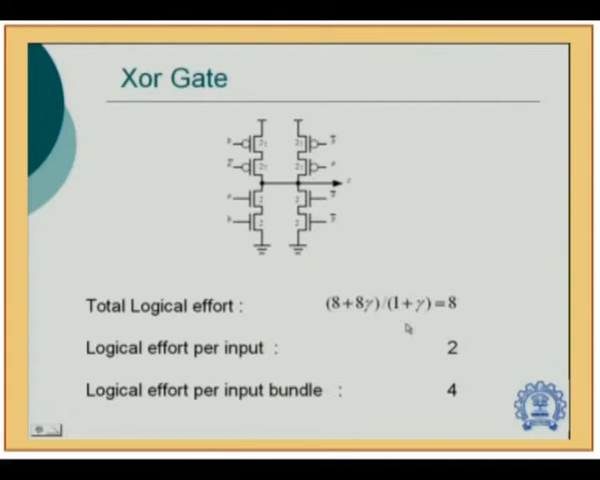 Xor Gate
Total Logical effort : (8+8γ)/(1+γ)=8
Logical effort per input : 2
Logical effort per input bundle : 4